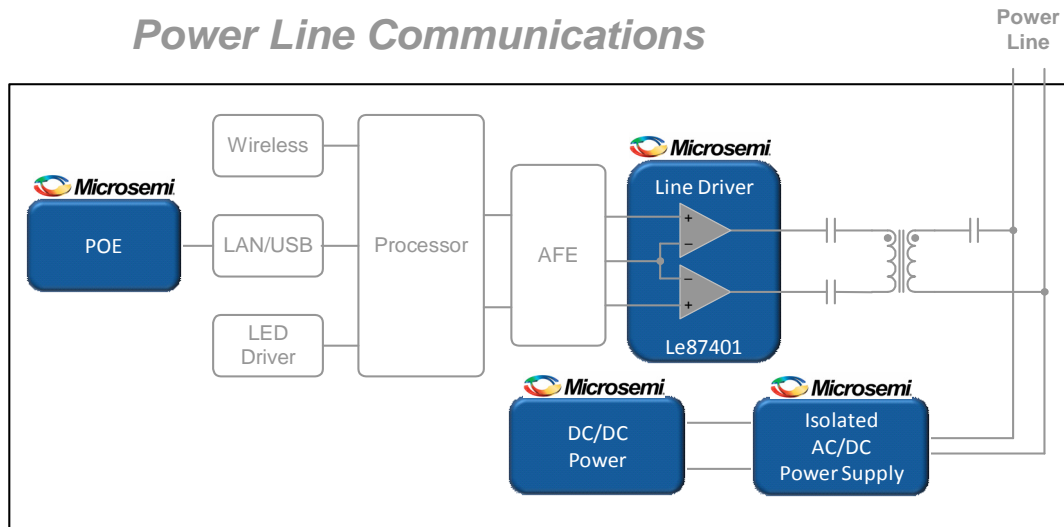 Power Line Communications
Power
Line
Wireless
Microsemi
POE
LAN/USB
LED
Driver
Processor
AFE
Microsemi
Line Driver
+
−
−
+
Le87401
Microsemi
DC/DC
Power
Microsemi
Isolated
AC/DC
Power Supply